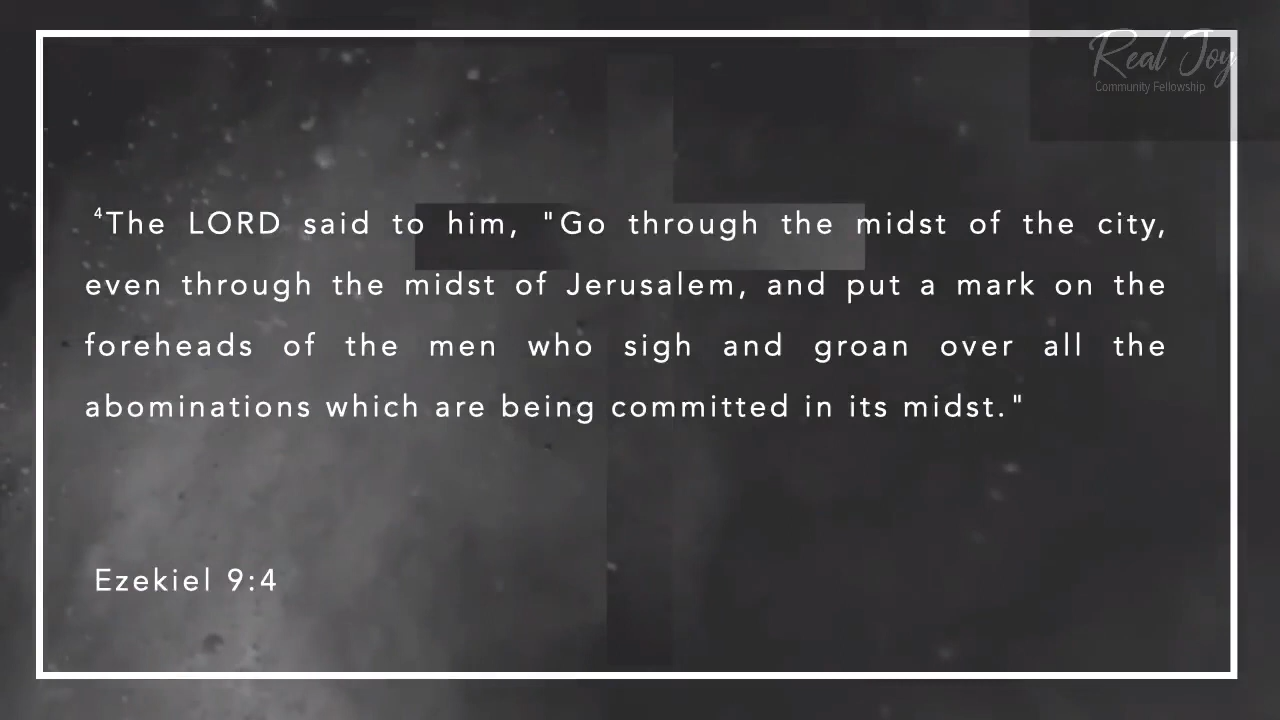 Real Joy
Community Fellowship
⁴The LORD said to him, "Go through the midst of the city,
even through the midst of Jerusalem, and put a mark on the
foreheads of the men who sigh and groan over all the
abominations which are being committed in its midst."
Ezekiel 9:4